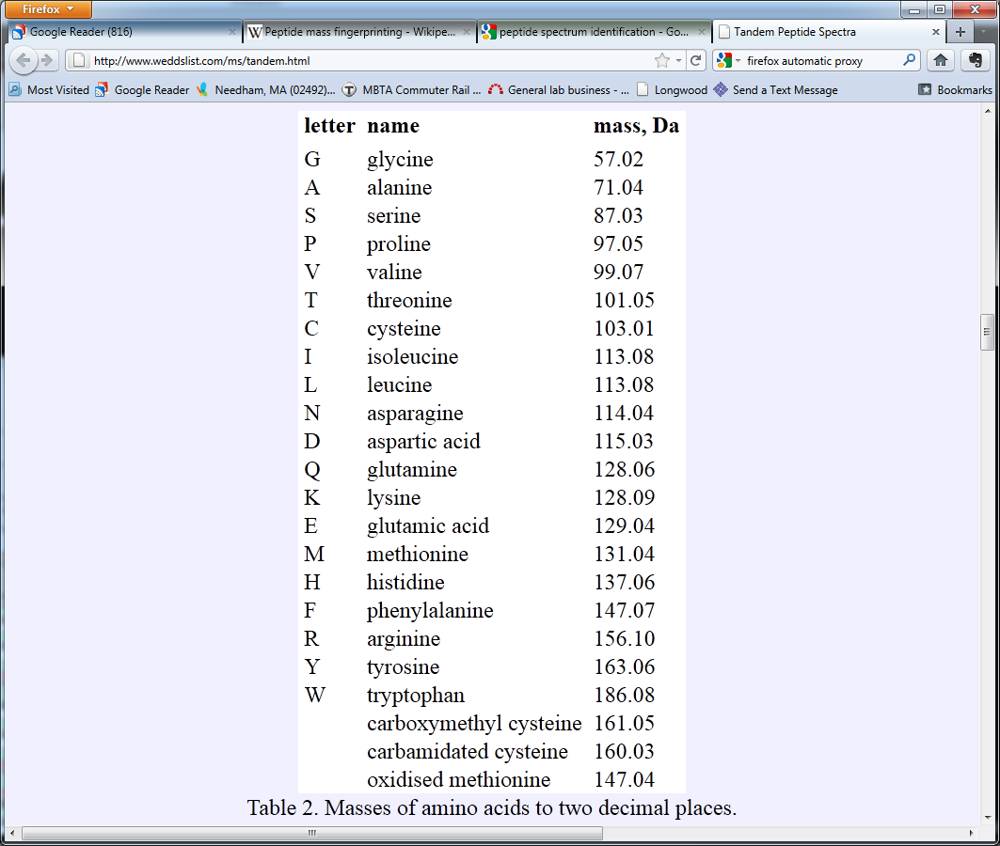 Firefox
Google Reader (816)
Peptide mass fingerprinting - Wikipe...
peptide spectrum identification - Go...
Tandem Peptide Spectra
http://www.weddslist.com/ms/tandem.html
firefox automatic proxy
Most Visited Google Reader Needham, MA (02492)... MBTA Commuter Rail ... General lab business - ... Longwood Send a Text Message Bookmarks
letter name mass, Da
G glycine 57.02
A alanine 71.04
S serine 87.03
P proline 97.05
V valine 99.07
T threonine 101.05
C cysteine 103.01
I isoleucine 113.08
L leucine 113.08
N asparagine 114.04
D aspartic acid 115.03
Q glutamine 128.06
K lysine 128.09
E glutamic acid 129.04
M methionine 131.04
H histidine 137.06
F phenylalanine 147.07
R arginine 156.10
Y tyrosine 163.06
W tryptophan 186.08
carboxymethyl cysteine 161.05
carbamidated cysteine 160.03
oxidised methionine 147.04
Table 2. Masses of amino acids to two decimal places.